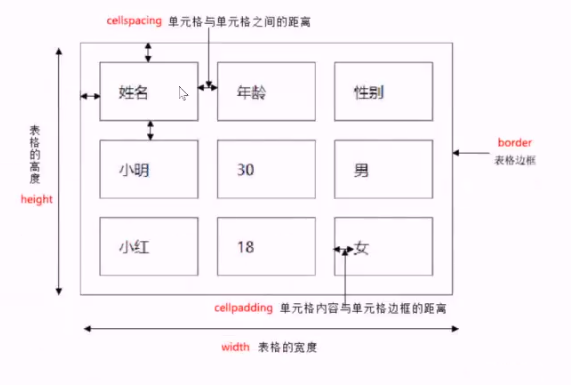 cellspacing 单元格与单元格之间的距离
姓名 年龄 性别
表格的高度
height
border
表格边框
小明 30 男
小红 18 女
cellpadding 单元格内容与单元格边框的距离
width 表格的宽度